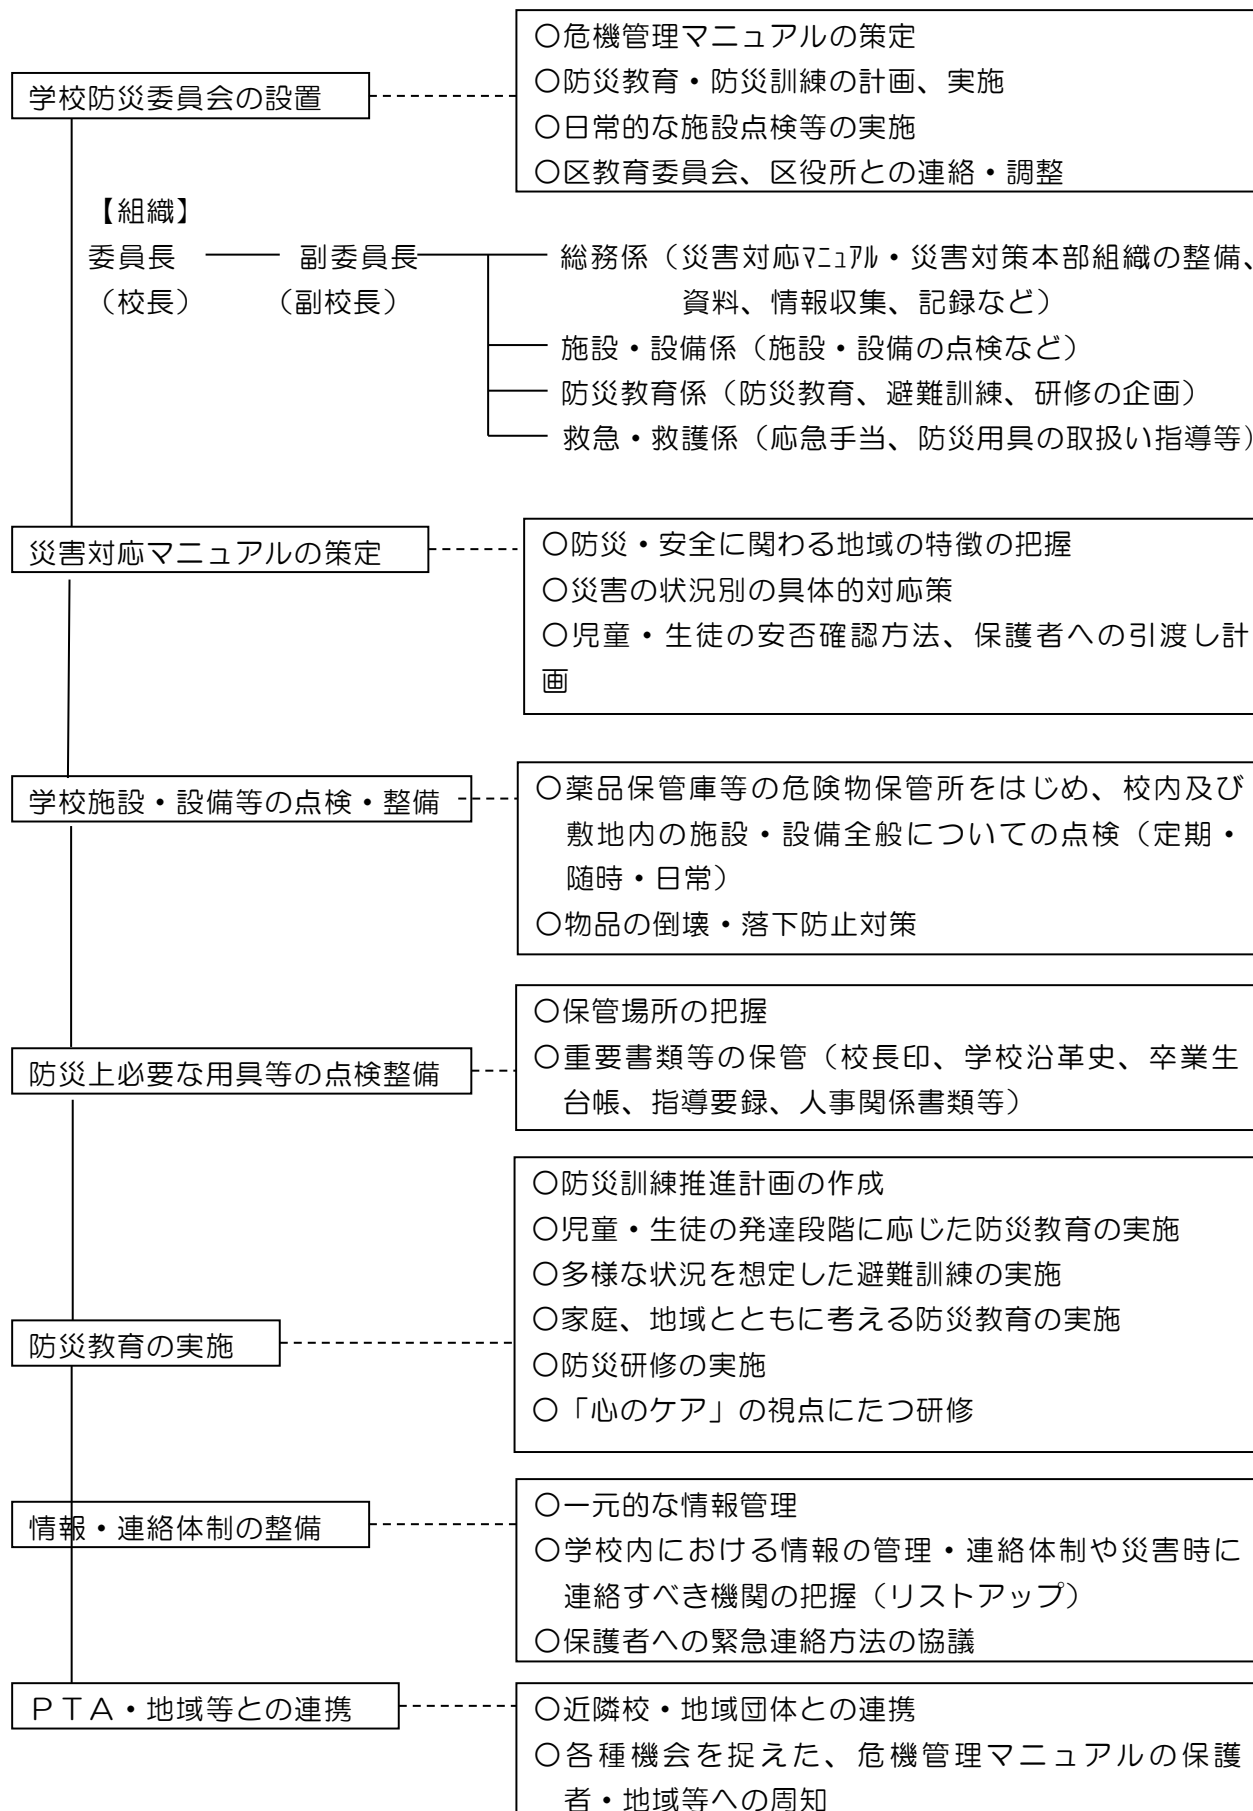 学校防災委員会の設置
〇危機管理マニュアルの策定
〇防災教育・防災訓練の計画、実施
〇日常的な施設点検等の実施
〇区教育委員会、区役所との連絡・調整
【組織】
委員長 副委員長 総務係（災害対応ﾏﾆｭｱﾙ・災害対策本部組織の整備、
（校長） （副校長） 資料、情報収集、記録など）
施設・設備係（施設・設備の点検など）
防災教育係（防災教育、避難訓練、研修の企画）
救急・救護係（応急手当、防災用具の取扱い指導等）
災害対応マニュアルの策定
〇防災・安全に関わる地域の特徴の把握
〇災害の状況別の具体的対応策
〇児童・生徒の安否確認方法、保護者への引渡し計
画
学校施設・設備等の点検・整備
〇薬品保管庫等の危険物保管所をはじめ、校内及び
敷地内の施設・設備全般についての点検（定期・
随時・日常）
〇物品の倒壊・落下防止対策
防災上必要な用具等の点検整備
〇保管場所の把握
〇重要書類等の保管（校長印、学校沿革史、卒業生
台帳、指導要録、人事関係書類等）
防災教育の実施
〇防災訓練推進計画の作成
〇児童・生徒の発達段階に応じた防災教育の実施
〇多様な状況を想定した避難訓練の実施
〇家庭、地域とともに考える防災教育の実施
〇防災研修の実施
〇「心のケア」の視点にたつ研修
情報・連絡体制の整備
〇一元的な情報管理
〇学校内における情報の管理・連絡体制や災害時に
連絡すべき機関の把握（リストアップ）
〇保護者への緊急連絡方法の協議
ＰＴＡ・地域等との連携
〇近隣校・地域団体との連携
〇各種機会を捉えた、危機管理マニュアルの保護
者・地域等への周知